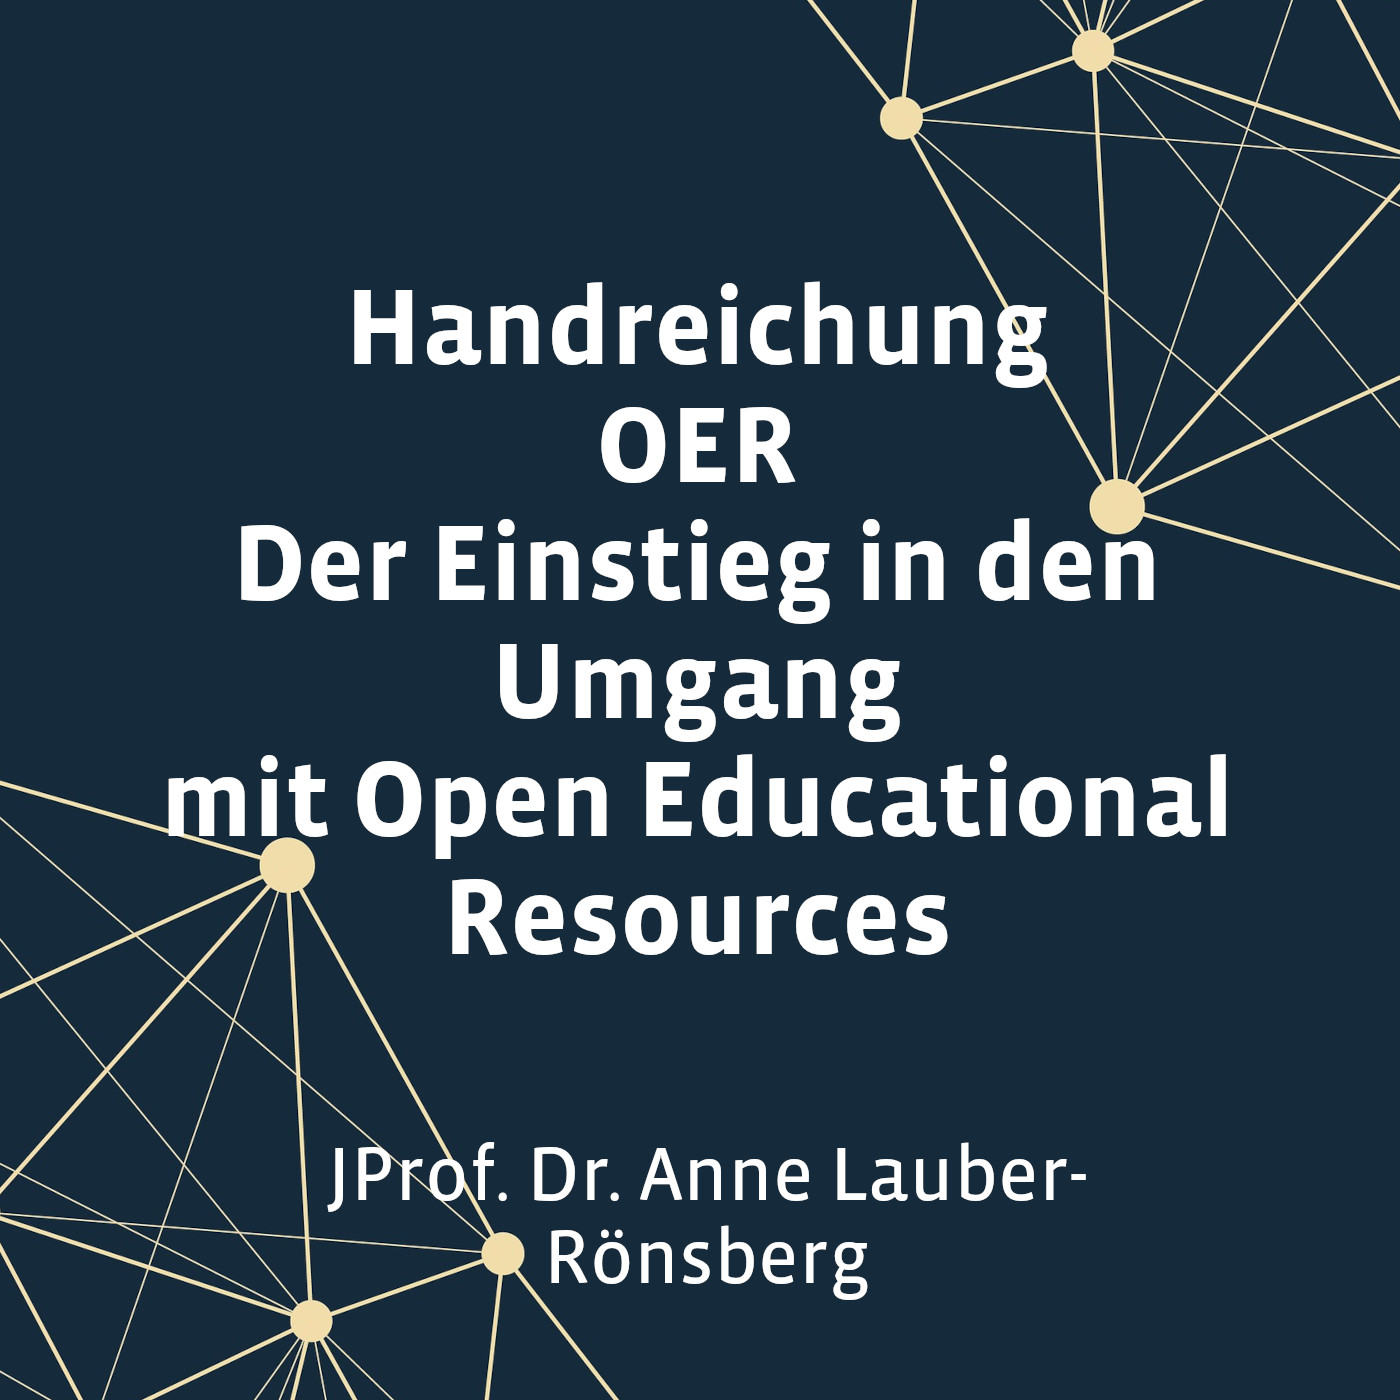 Handreichung
OER
Der Einstieg in den
Umgang
mit Open Educational
Resources
JProf. Dr. Anne Lauber-
Rönsberg